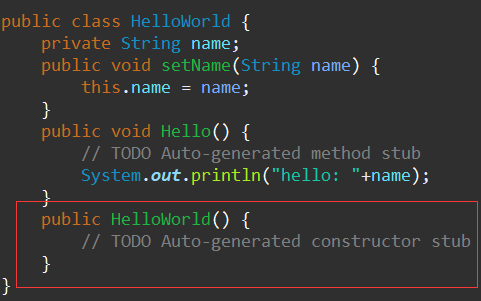 public class HelloWorld {
    private String name;
    public void setName(String name) {
        this.name = name;
    }
    public void Hello() {
        // TODO Auto-generated method stub
        System.out.println("hello: "+name);
    }
    public HelloWorld() {
        // TODO Auto-generated constructor stub
    }
}